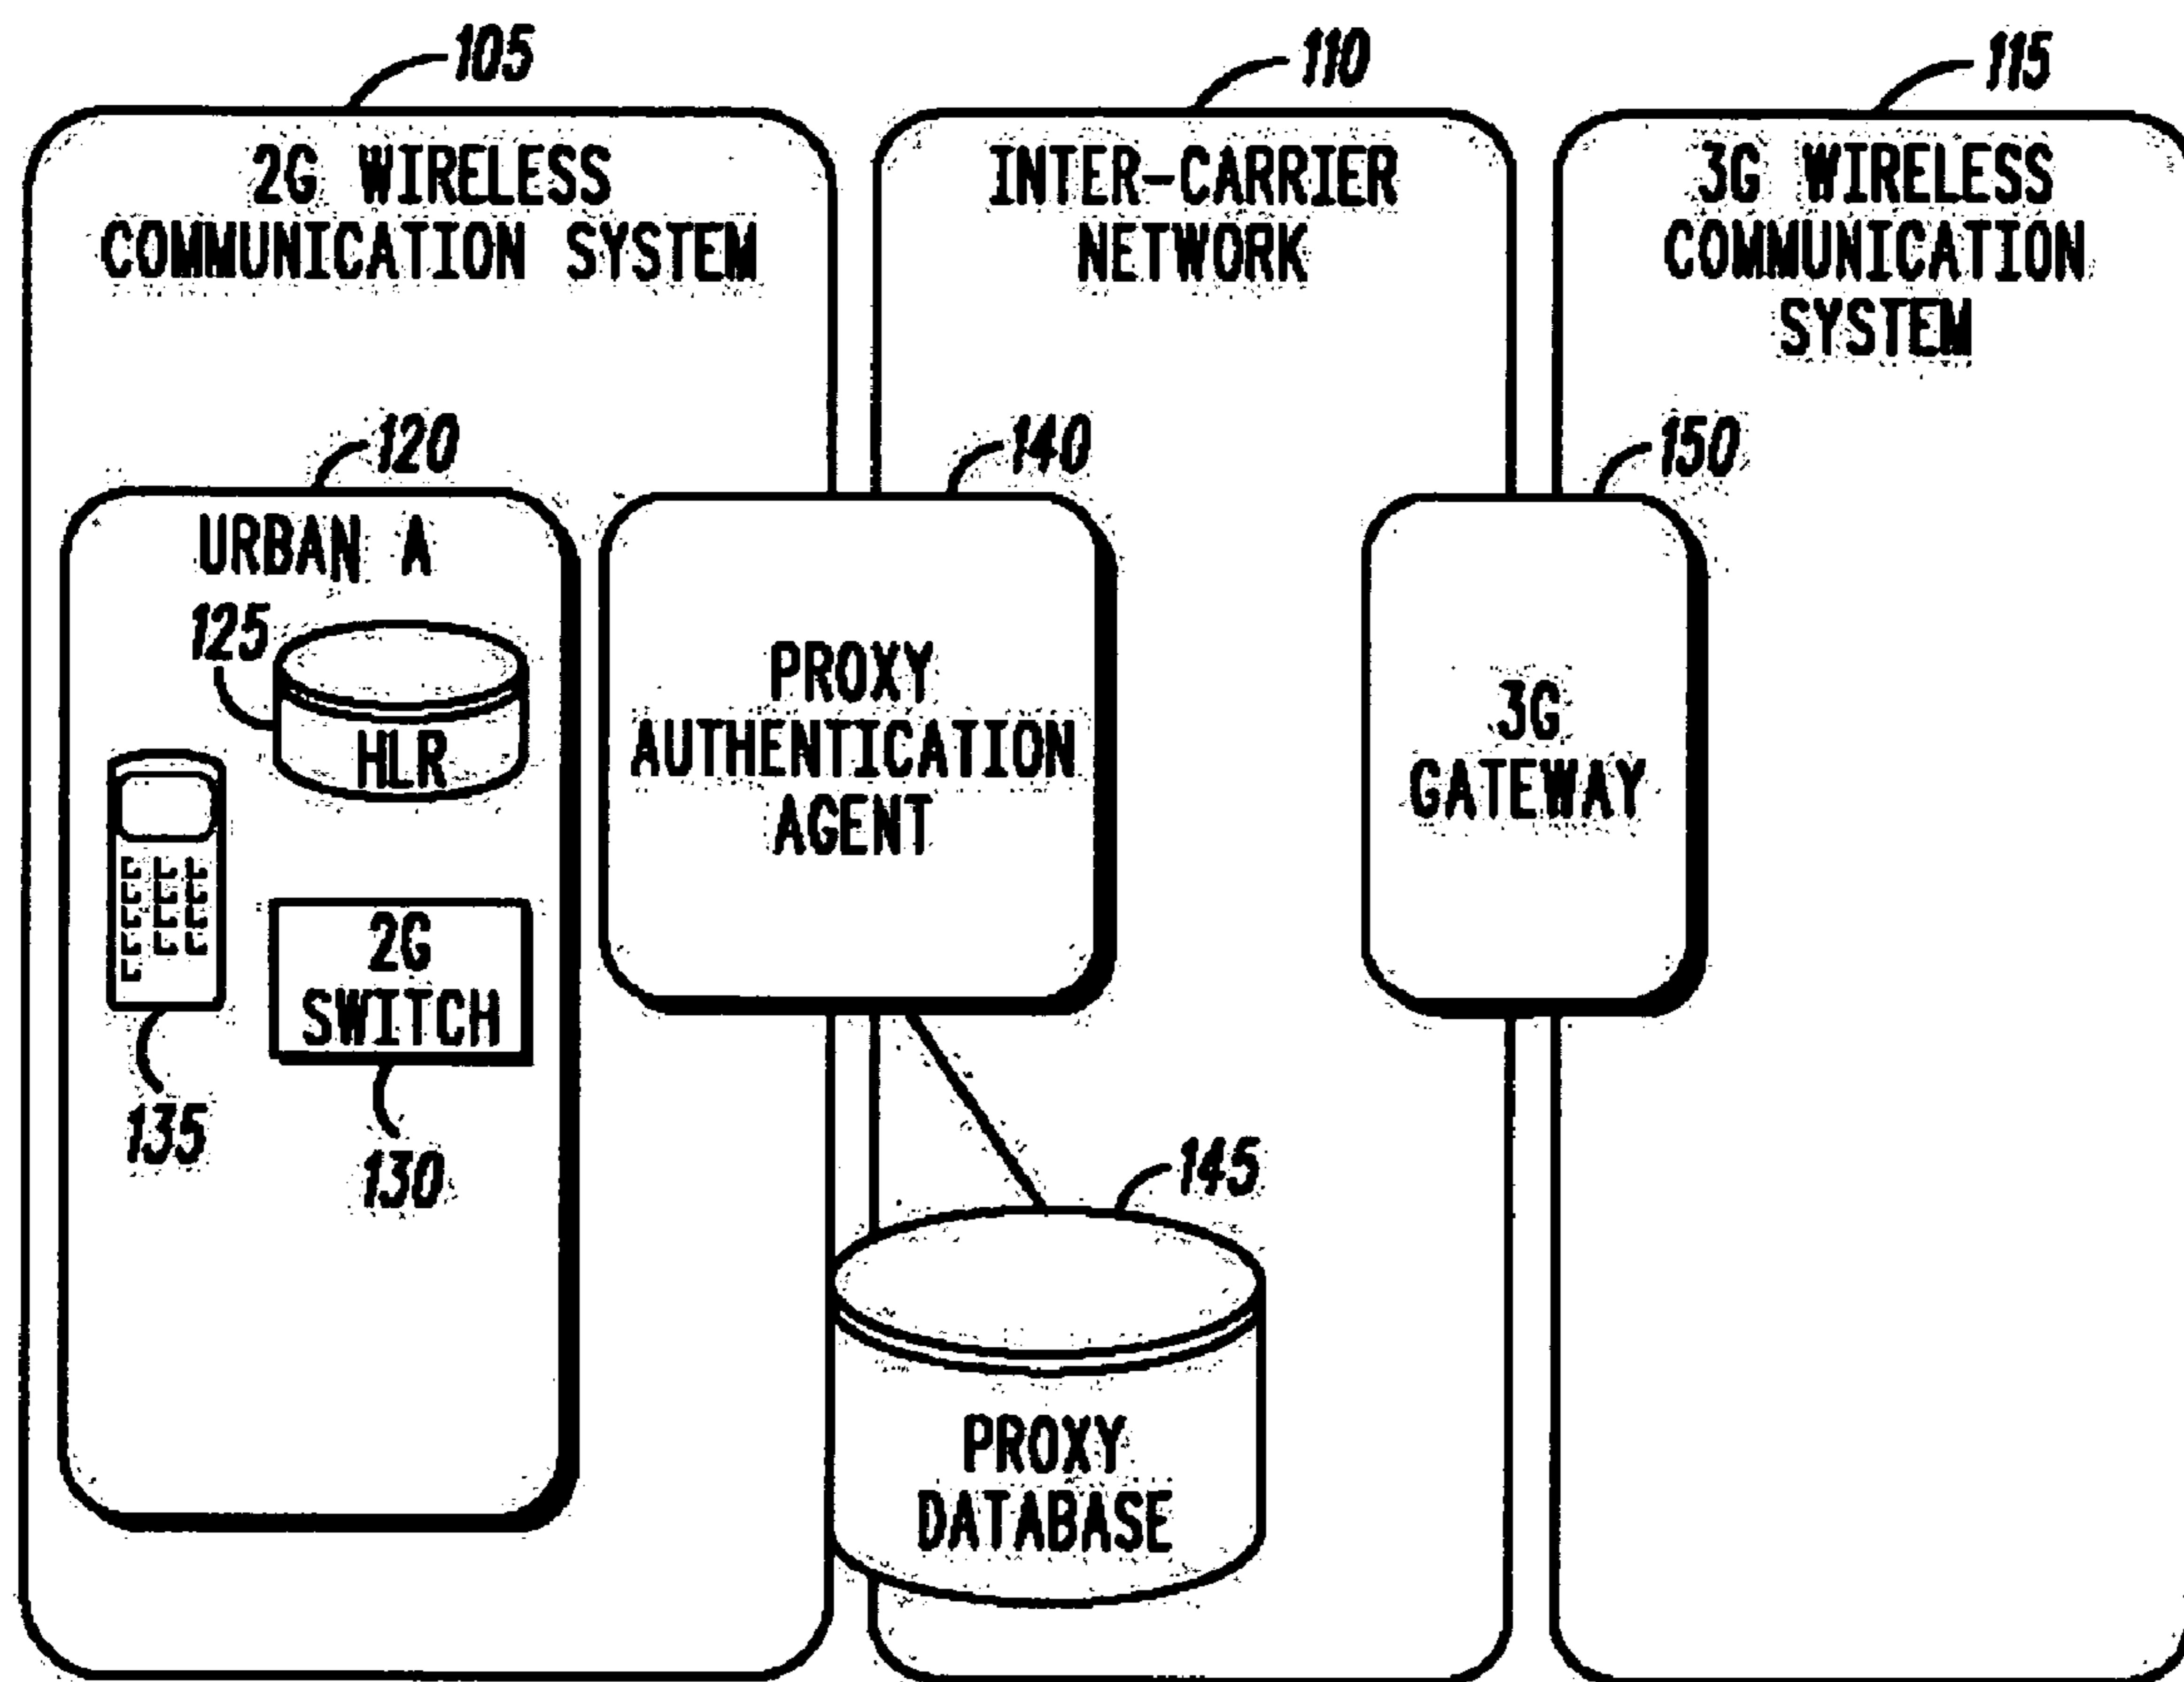 105
110
115
2G WIRELESS
COMMUNICATION SYSTEM
INTER-CARRIER
NETWORK
3G WIRELESS
COMMUNICATION
SYSTEM
120
140
150
URBAN A
125
HLR
PROXY
AUTHENTICATION
AGENT
3G
GATEWAY
2G
SWITCH
135
130
145
PROXY
DATABASE